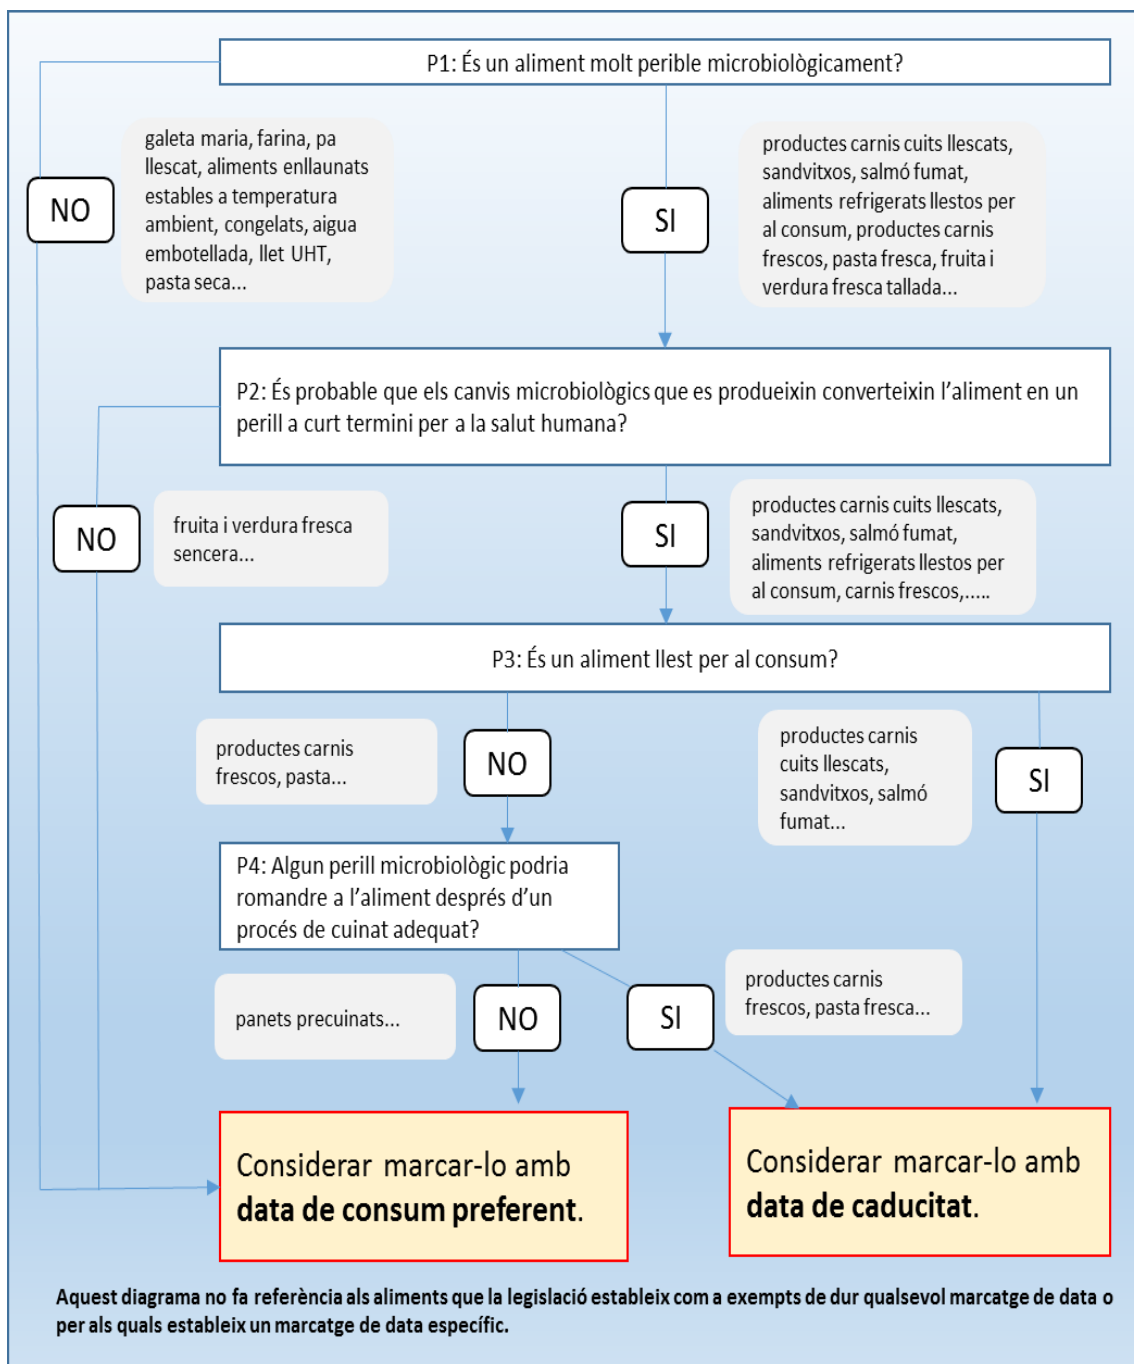 P1: És un aliment molt perible microbiològicament?
galeta maria, farina, pa
llescat, aliments enllaunats
estables a temperatura
ambient, congelats, aigua
embotellada, llet UHT,
pasta seca...
NO
productes carnis cuits llescats,
sandvitxos, salmó fumat,
aliments refrigerats llestos per
al consum, productes carnis
frescos, pasta fresca, fruita i
verdura fresca tallada...
SI
P2: És probable que els canvis microbiològics que es produeixin converteixin l'aliment en un
perill a curt termini per a la salut humana?
NO
fruita i verdura fresca
sencera...
SI
productes carnis cuits llescats,
sandvitxos, salmó fumat,
aliments refrigerats llestos per
al consum, carnis frescos,.....
P3: És un aliment llest per al consum?
productes carnis
frescos, pasta...
NO
productes carnis
cuits llescats,
sandvitxos, salmó
fumat...
SI
P4: Algun perill microbiològic podria
romandre a l'aliment després d'un
procés de cuinat adequat?
panets precuinats...
NO
SI
productes carnis
frescos, pasta fresca...
Considerar marcar-lo amb
data de consum preferent.
Considerar marcar-lo amb
data de caducitat.
Aquest diagrama no fa referència als aliments que la legislació estableix com a exempts de dur qualsevol marcatge de data o
per als quals estableix un marcatge de data específic.